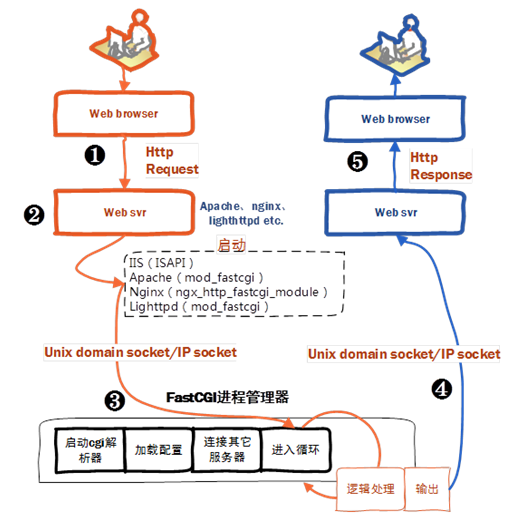 Web browser
Web browser
❶
Http
Request
❺
Http
Response
❷
Web svr
Apache、nginx、
lighthttpd etc.
Web svr
启动
IIS（ISAPI）
Apache（mod_fastcgi）
Nginx（ngx_http_fastcgi_module）
Lighttpd（mod_fastcgi）
Unix domain socket/IP socket
Unix domain socket/IP socket
❸
FastCGI进程管理器
❹
启动cgi解
析器
加载配置
连接其它
服务器
进入循环
逻辑处理
输出